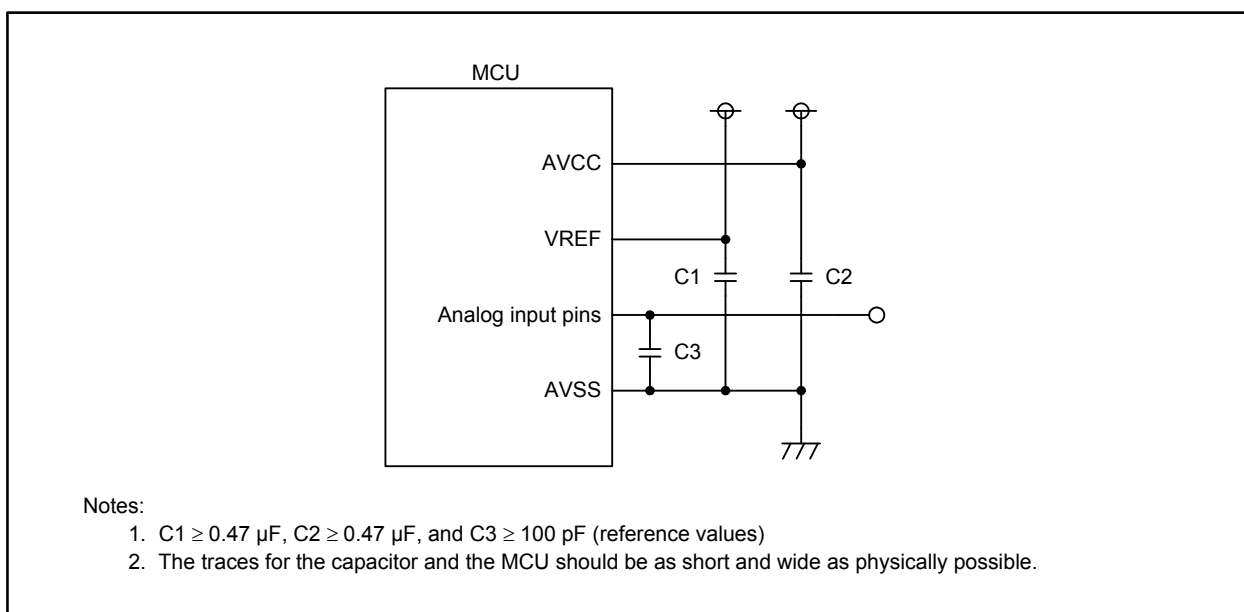 MCU
AVCC
VREF
C1
C2
Analog input pins
C3
AVSS
Notes:
1. C1 ≥ 0.47 µF, C2 ≥ 0.47 µF, and C3 ≥ 100 pF (reference values)
2. The traces for the capacitor and the MCU should be as short and wide as physically possible.